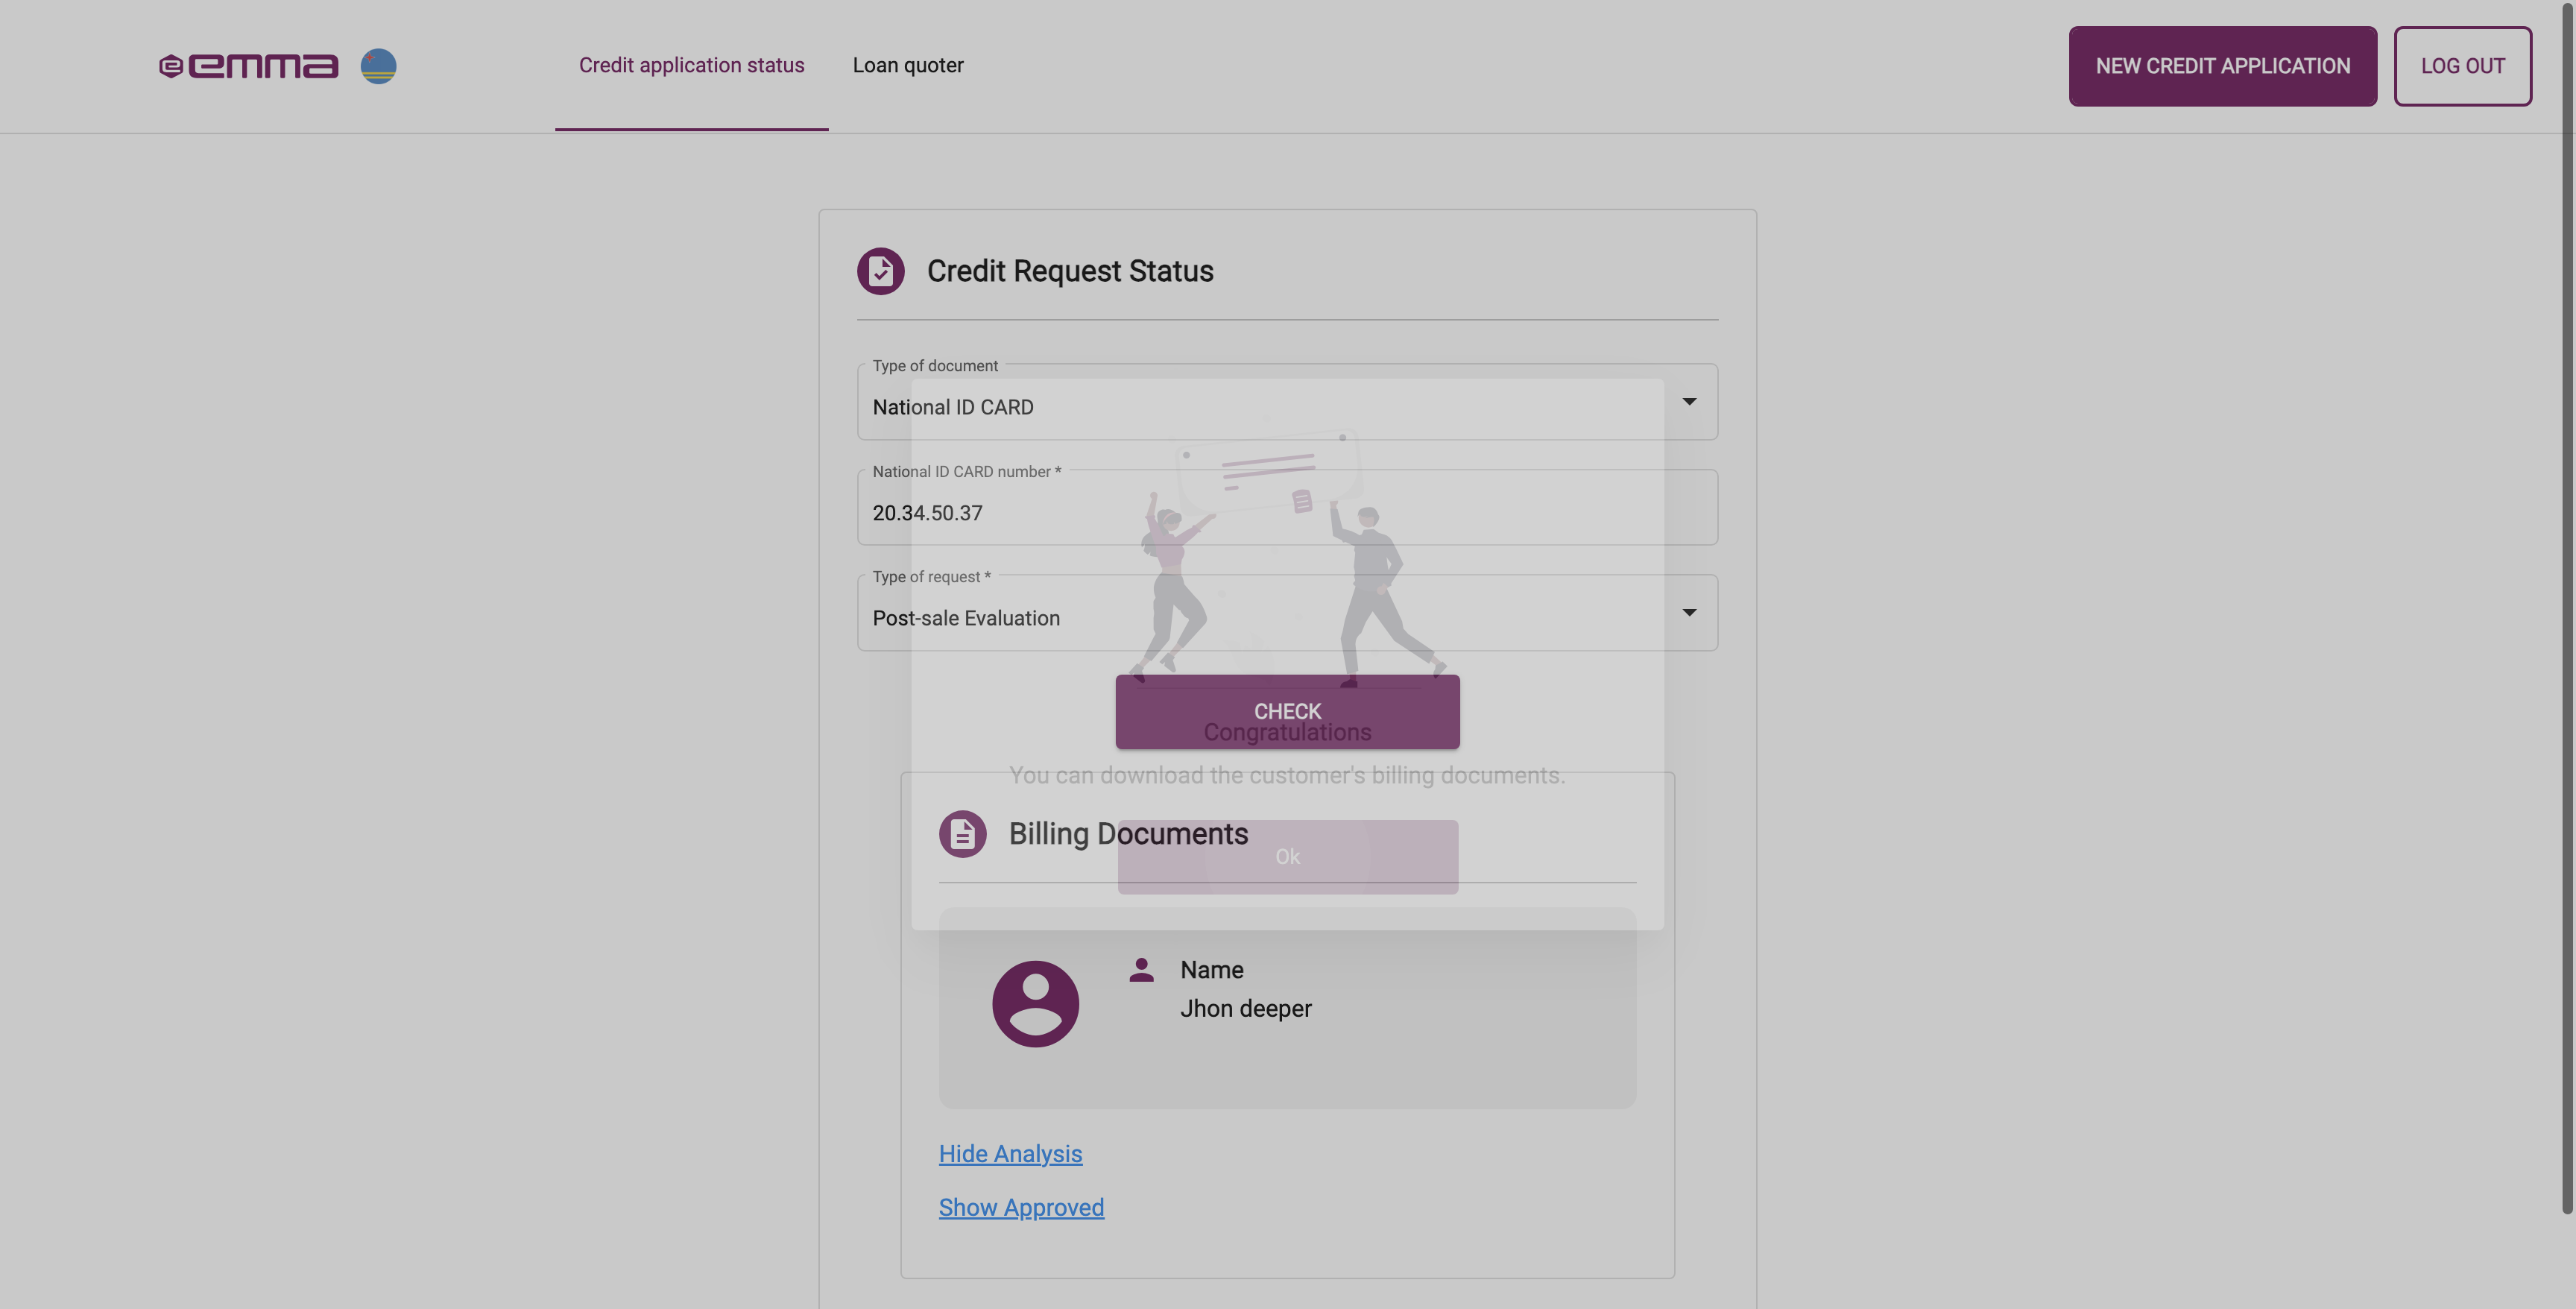 emma
Credit application status
Loan quoter
NEW CREDIT APPLICATION
LOG OUT
Credit Request Status
Type of document
National ID CARD
National ID CARD number *
20.34.50.37
Type of request *
Post-sale Evaluation
CHECK
Congratulations
You can download the customer's billing documents.
Billing Documents
Ok
Name
Jhon deeper
Hide Analysis
Show Approved